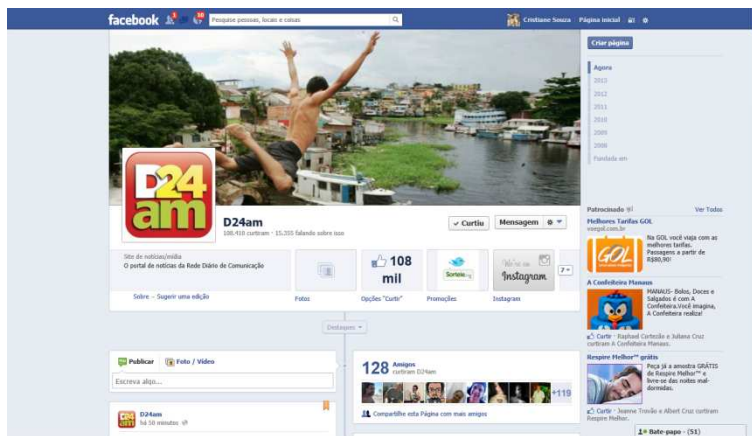 facebook
Pesquise pessoas, locais e coisas
Cristiane Souza
Página inicial
Criar página
Agora
2013
2012
2011
2010
2009
2008
Fundada em
D24
am
D24am
108.418 curtiram · 15.355 falando sobre isso
Curtiu
Mensagem
Site de notícias/mídia
O portal de notícias da Rede Diário de Comunicação
Sobre – Sugerir uma edição
Fotos
108
mil
Opções "Curtir"
Promoções
We're on
Instagram
7
Instagram
Destaques
Publicar
Foto / Vídeo
Escreva algo...
D24am
há 50 minutos
128 Amigos
curtiram D24am
+119
Compartilhe esta Página com mais amigos
Patrocinado
Ver Todos
Melhores Tarifas GOL
voegol.com.br
GOL
Na GOL você viaja com as
melhores tarifas.
Passagens a partir de
R$80,90!
A Confeiteira Manaus
MANAUS- Bolos, Doces e
Salgados é com A
Confeiteira.Você imagina,
A Confeiteira realiza!
Curtir · Raphael Cortezão e Juliana Cruz
curtiram A Confeiteira Manaus.
Respire Melhor™ grátis
Peça já a amostra GRÁTIS
de Respire Melhor™ e
livre-se das noites mal-
dormidas.
Curtir · Jeanne Trovão e Albert Cruz curtiram
Respire Melhor.
Bate-papo - (51)